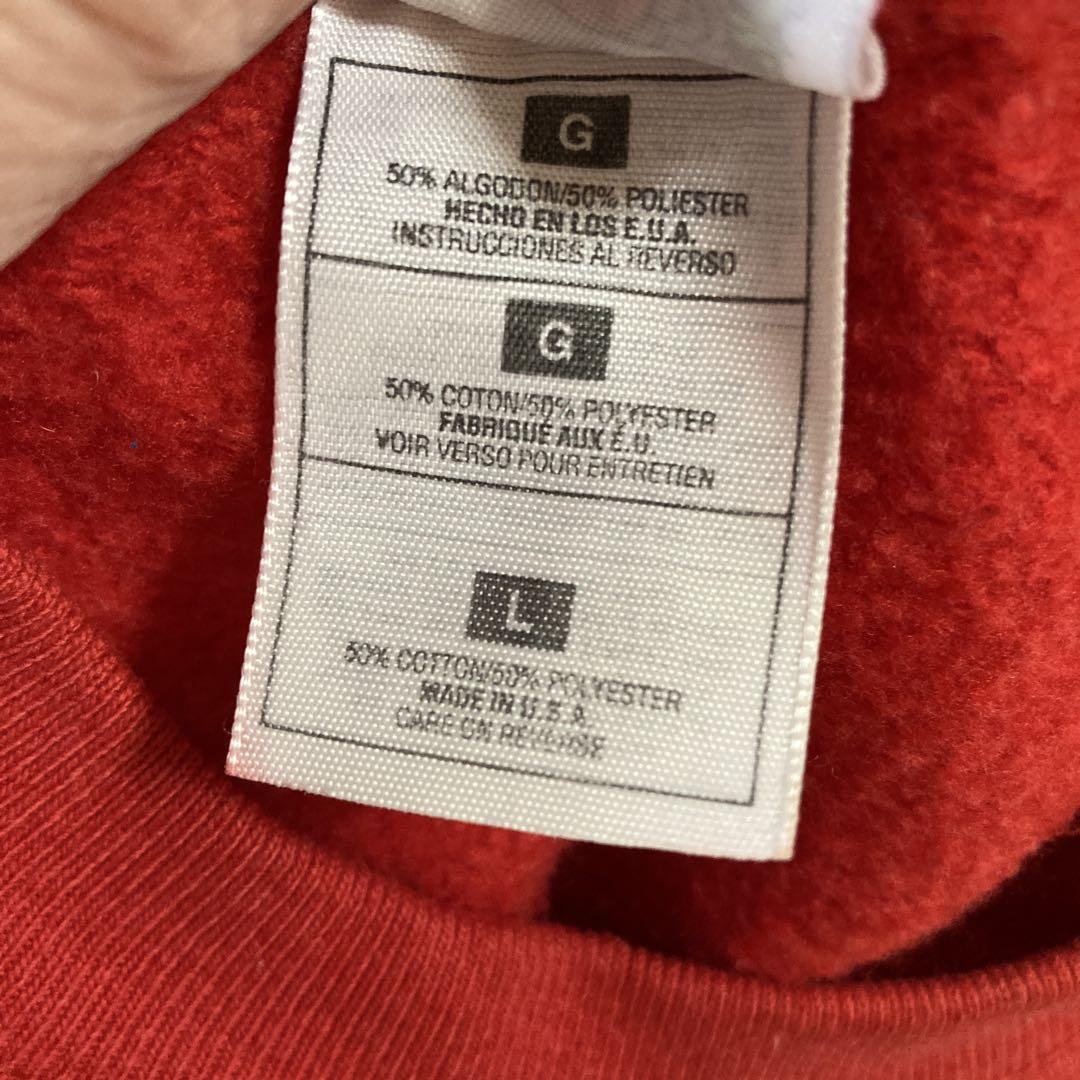 G
50% ALGODON/50% POLIESTER
HECHO EN LOS E.U.A.
INSTRUCCIONES AL REVERSO
G
50% COTON/50% POLYESTER
FABRIQUÉ AUX É.U.
VOIR VERSO POUR ENTRETIEN
L
50% COTTON/50% POLYESTER
MADE IN U.S.A.
CARE ON REVERSE